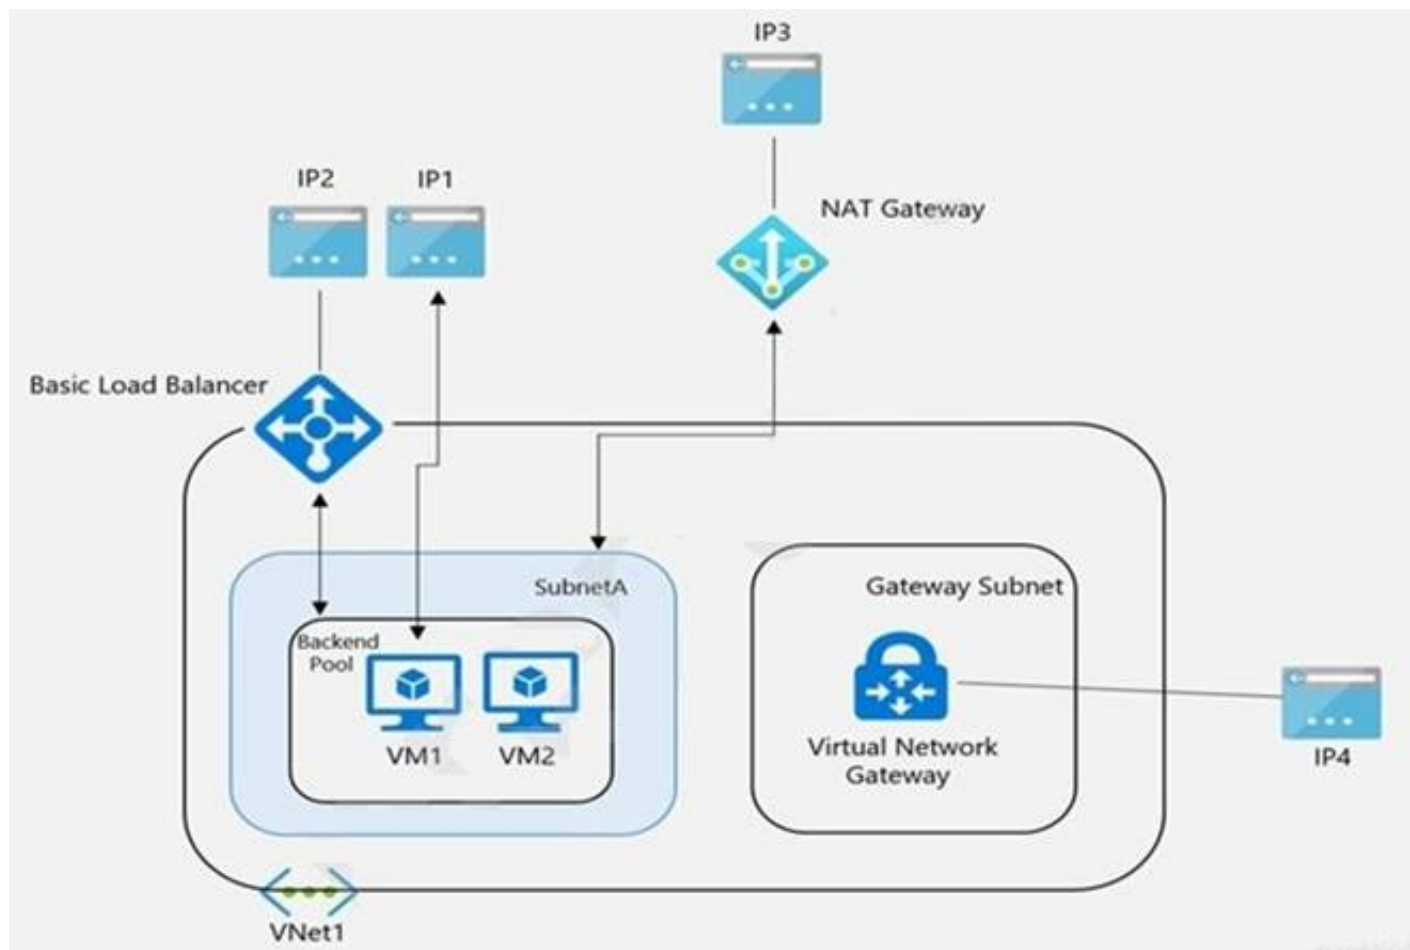 IP3
NAT Gateway
IP2
IP1
Basic Load Balancer
SubnetA
Gateway Subnet
Backend
Pool
VM1
VM2
Virtual Network
Gateway
IP4
VNet1